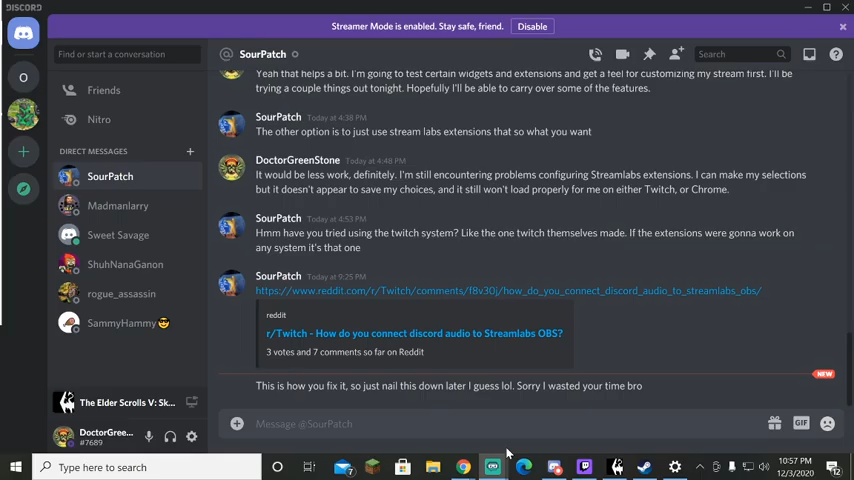 DISCORD
Streamer Mode is enabled. Stay safe, friend. Disable
Find or start a conversation
SourPatch
Search
O
Friends
Nitro
DIRECT MESSAGES
SourPatch
Madmanlarry
Sweet Savage
ShuhNanaGanon
rogue_assassin
SammyHammy😎
The Elder Scrolls V: Sk...
DoctorGree...
#7689
Yeah that helps a bit. I'm going to test certain widgets and extensions and get a feel for customizing my stream first. I'll be
trying a couple things out tonight. Hopefully I'll be able to carry over some of the features.
SourPatch Today at 4:38 PM
The other option is to just use stream labs extensions that so what you want
DoctorGreenStone Today at 4:48 PM
It would be less work, definitely. I'm still encountering problems configuring Streamlabs extensions. I can make my selections
but it doesn't appear to save my choices, and it still won't load properly for me on either Twitch, or Chrome.
SourPatch Today at 4:53 PM
Hmm have you tried using the twitch system? Like the one twitch themselves made. If the extensions were gonna work on
any system it's that one
SourPatch Today at 9:25 PM
https://www.reddit.com/r/Twitch/comments/f8v30j/how_do_you_connect_discord_audio_to_streamlabs_obs/
reddit
r/Twitch - How do you connect discord audio to Streamlabs OBS?
3 votes and 7 comments so far on Reddit
NEW
This is how you fix it, so just nail this down later I guess lol. Sorry I wasted your time bro
Message @SourPatch
GIF
Type here to search
7
10:57 PM
12/3/2020
12